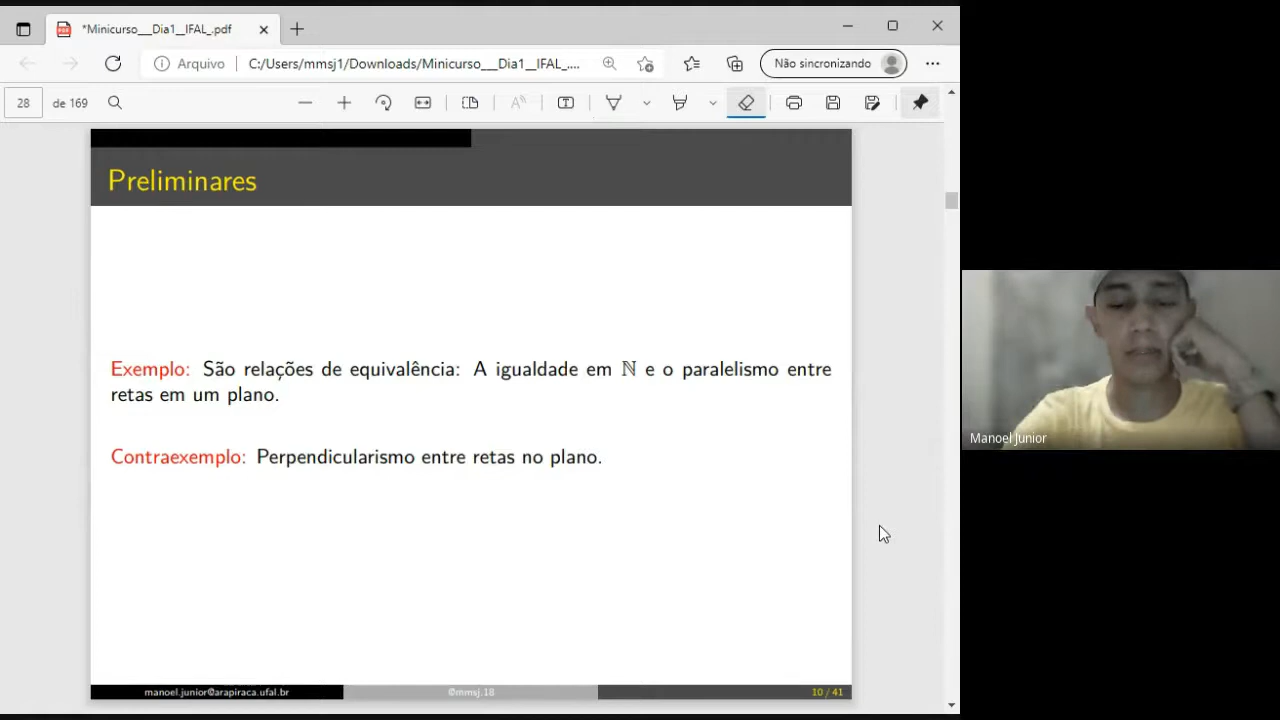 *Minicurso___Dia1__IFAL_.pdf
Arquivo
C:/Users/mmsj1/Downloads/Minicurso___Dia1__IFAL_....
Não sincronizando
28
de 169
Preliminares
Exemplo: São relações de equivalência: A igualdade em ℕ e o paralelismo entre
retas em um plano.
Contraexemplo: Perpendicularismo entre retas no plano.
manoel.junior@arapiraca.ufal.br
@mmsj.18
10 / 41
Manoel Junior